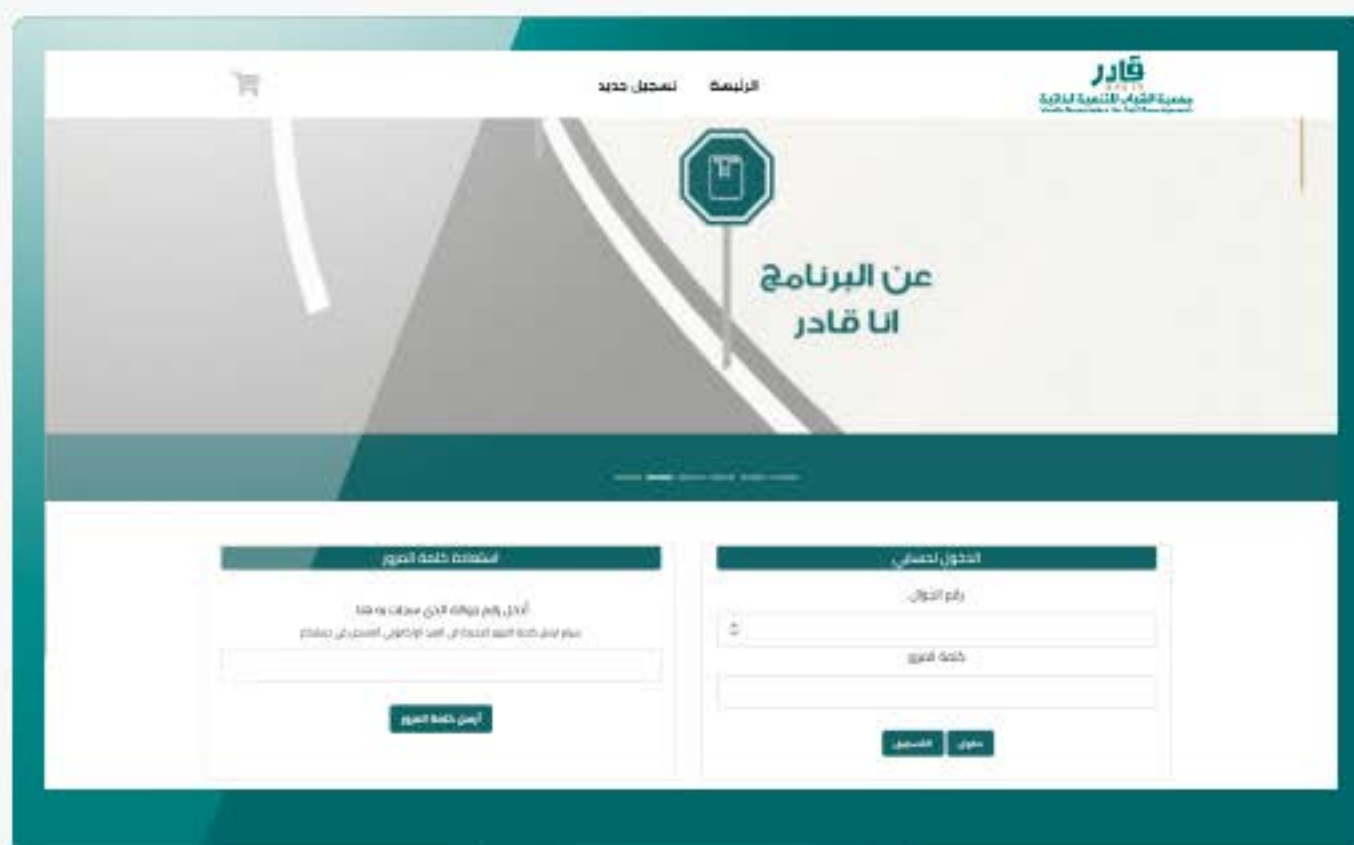 قادر
جمعية الشباب للتنمية الذاتية
الرئيسة
تسجيل جديد
عن البرنامج
انا قادر
الدخول لحسابي
رقم الجوال
كلمة المرور
دخول
التسجيل
استعادة كلمة المرور
أدخل رقم جوالك الذي سجلت به هنا
أرسل كلمة المرور